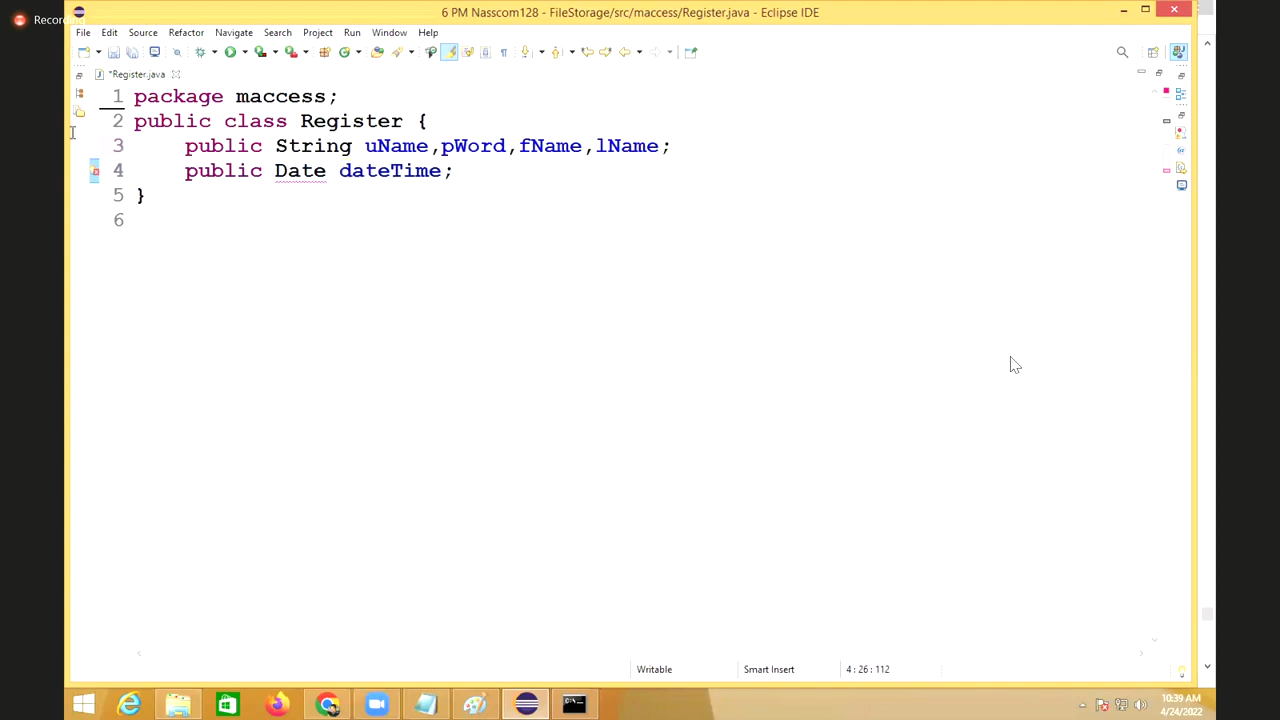 Recording
6 PM Nasscom128 - FileStorage/src/maccess/Register.java - Eclipse IDE
File Edit Source Refactor Navigate Search Project Run Window Help
*Register.java
1 package maccess;
2 public class Register {
3 public String uName,pWord,fName,lName;
4 public Date dateTime;
5 }
6
Writable Smart Insert 4 : 26 : 112
10:39 AM
4/24/2022